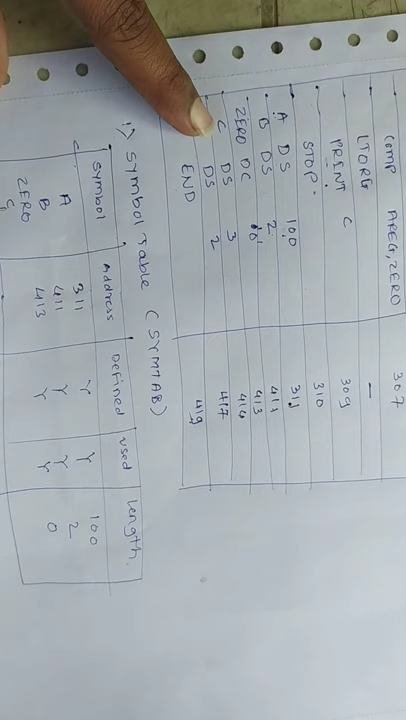 COMP AREG, ZERO 307
LTORG —
PRINT C 309
STOP 310
A DS 100 311
B DS 2 411
ZERO DC '0' 413
C DS 3 414
DS 2 417
END 419
1) Symbol Table (SYMTAB)
Symbol Address Defined Used Length
A 311 Y Y 100
B 411 Y Y 2
ZERO 413 Y Y 0
C